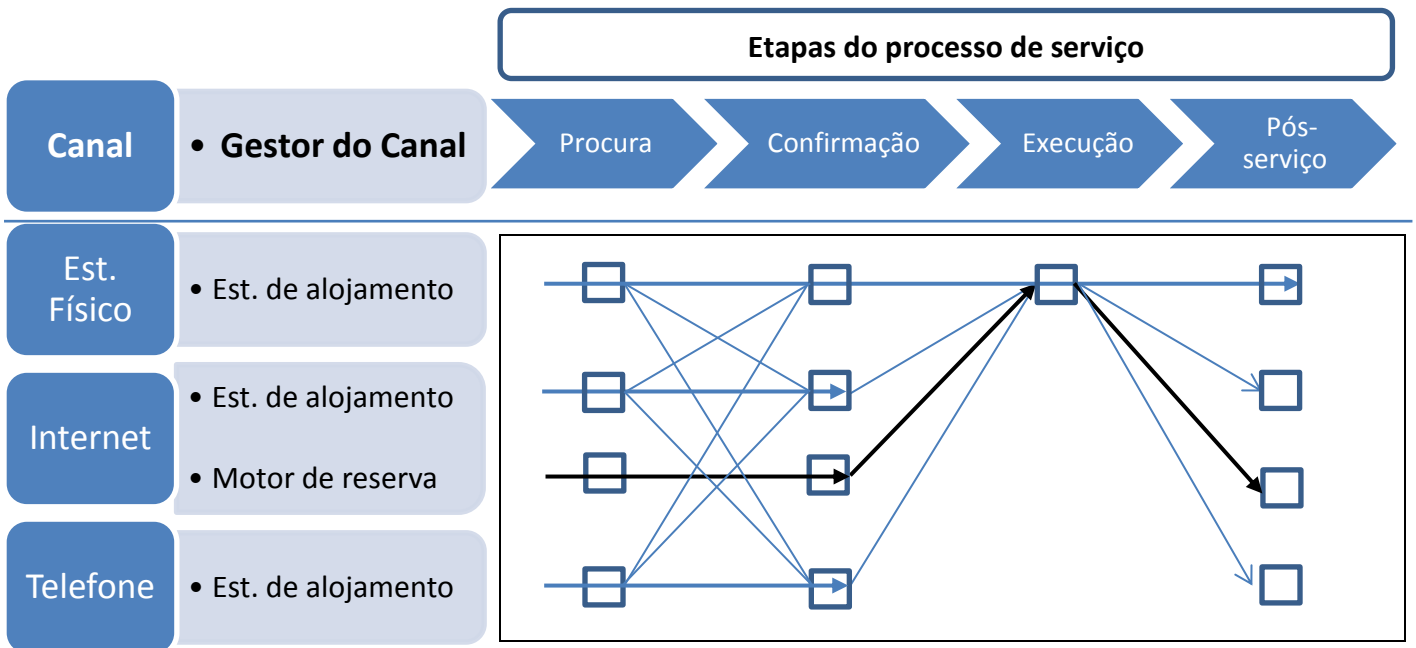 Etapas do processo de serviço
Canal
• Gestor do Canal
Procura
Confirmação
Execução
Pós-
serviço
Est.
Físico
• Est. de alojamento
Internet
• Est. de alojamento
• Motor de reserva
Telefone
• Est. de alojamento